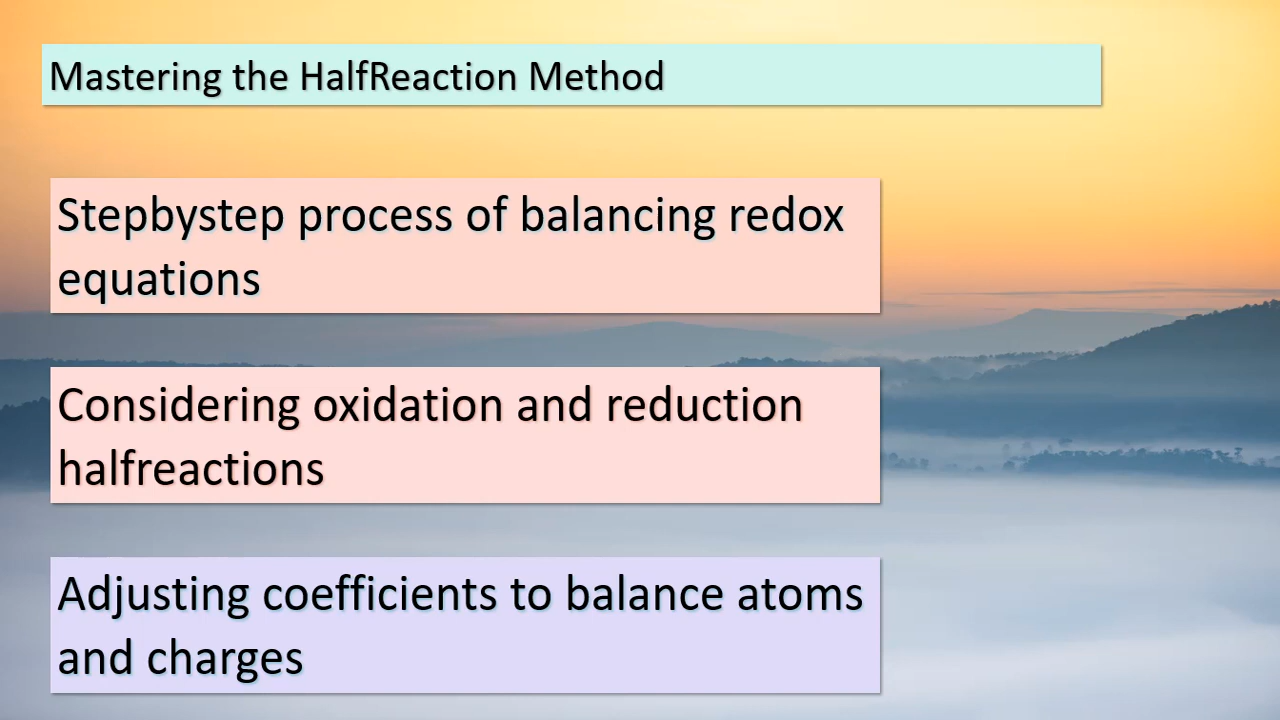 Mastering the HalfReaction Method
Stepbystep process of balancing redox
equations
Considering oxidation and reduction
halfreactions
Adjusting coefficients to balance atoms
and charges